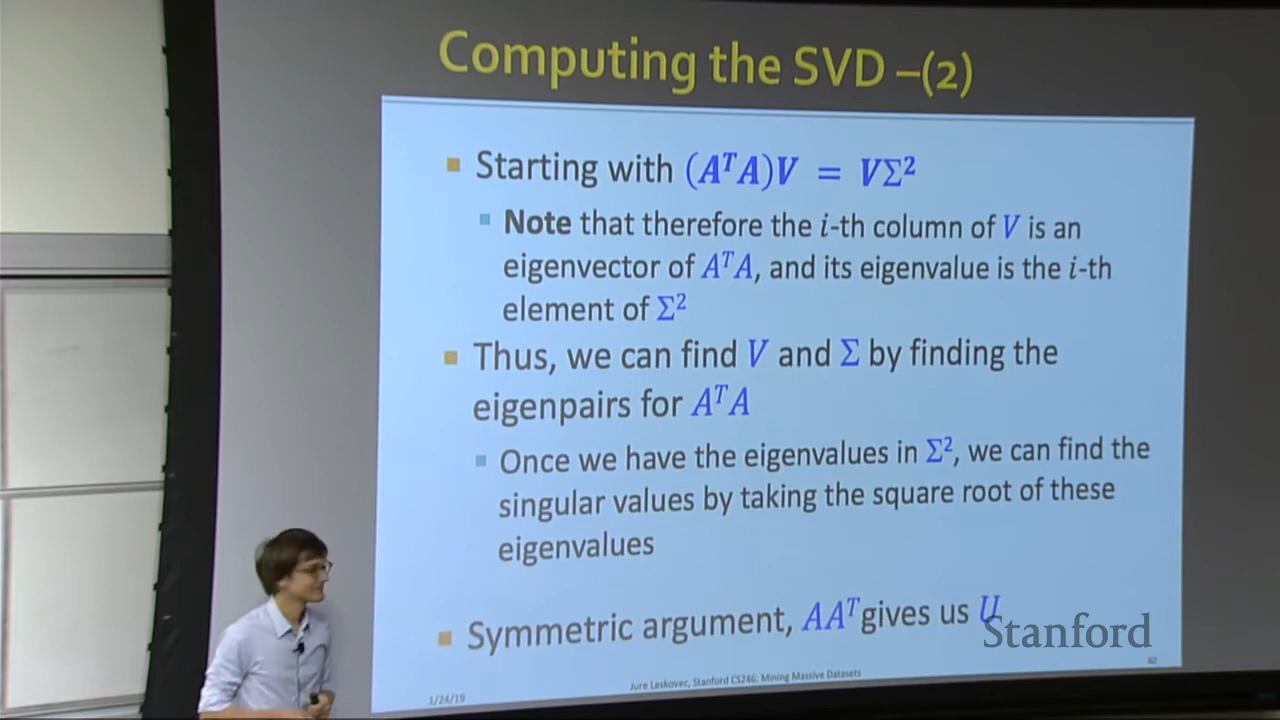 Computing the SVD –(2)
Starting with (AᵀA)V = VΣ²
Note that therefore the i-th column of V is an
eigenvector of AᵀA, and its eigenvalue is the i-th
element of Σ²
Thus, we can find V and Σ by finding the
eigenpairs for AᵀA
Once we have the eigenvalues in Σ², we can find the
singular values by taking the square root of these
eigenvalues
Symmetric argument, AAᵀ gives us U
Stanford
1/24/19
Jure Leskovec, Stanford CS246: Mining Massive Datasets
40